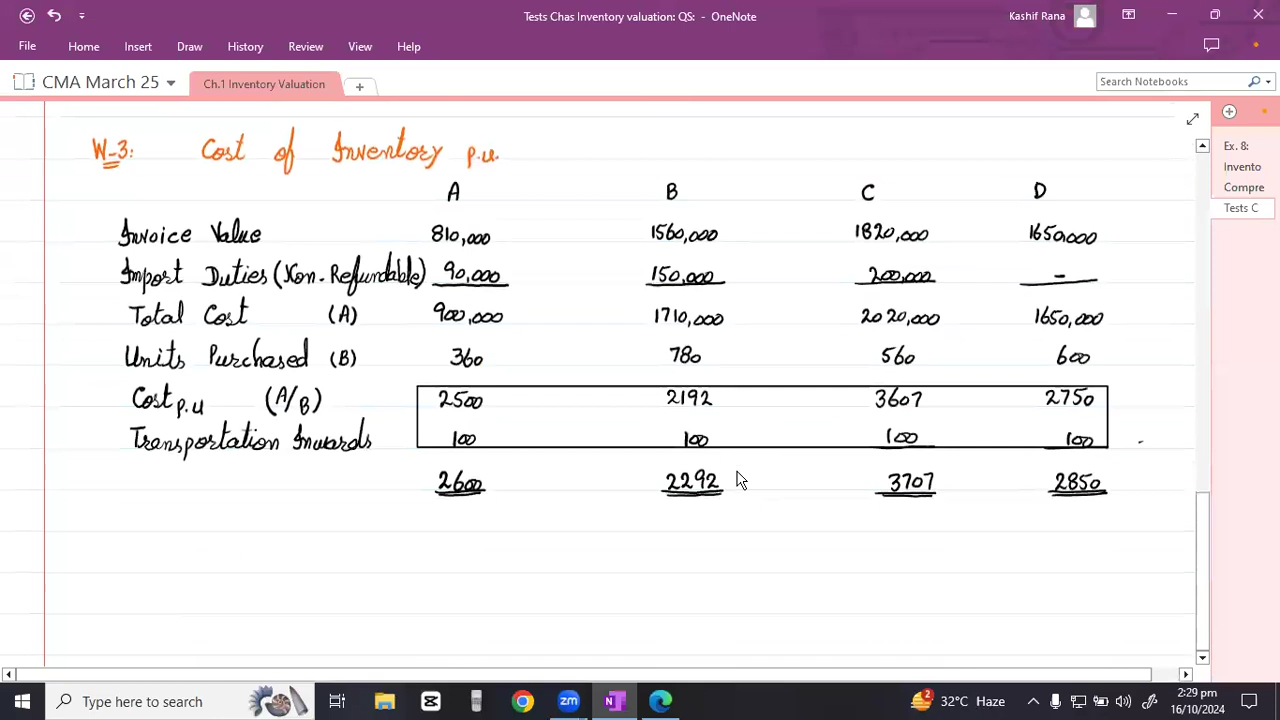 Tests Chas Inventory valuation: QS: - OneNote
Kashif Rana
File Home Insert Draw History Review View Help
CMA March 25 Ch.1 Inventory Valuation + Search Notebooks
W-3: Cost of Inventory p.u.
A B C D
Invoice Value 810,000 1560,000 1820,000 1650,000
Import Duties (Non-Refundable) 90,000 150,000 200,000 -
Total Cost (A) 900,000 1710,000 2020,000 1650,000
Units Purchased (B) 360 780 560 600
Cost p.u (A/B) 2500 2192 3607 2750
Transportation Inwards 100 100 100 100
2600 2292 3707 2850
Ex. 8:
Invento
Compre
Tests C
Type here to search
2
32°C Haze
2:29 pm
16/10/2024